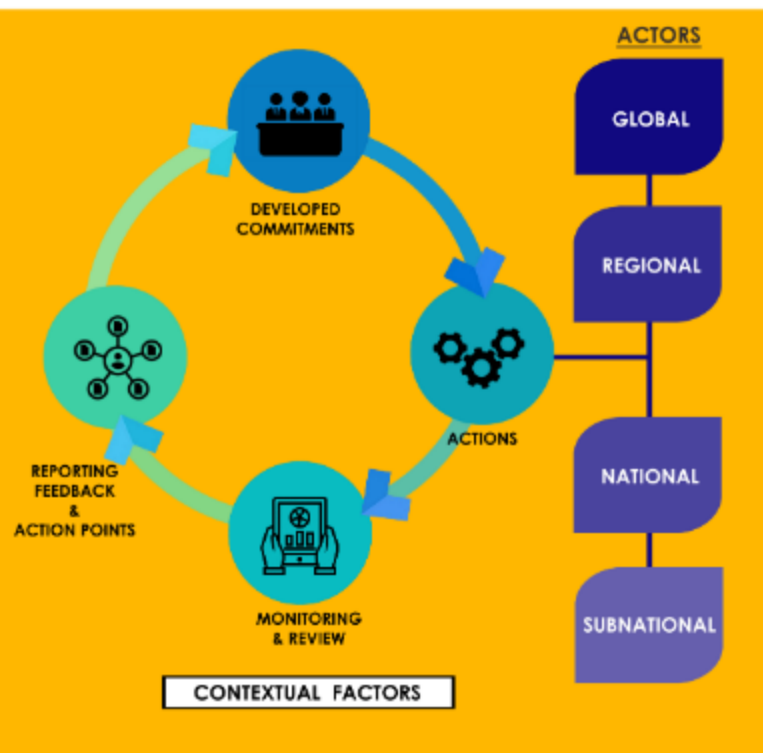 ACTORS
GLOBAL
REGIONAL
NATIONAL
SUBNATIONAL
DEVELOPED
COMMITMENTS
ACTIONS
MONITORING
& REVIEW
REPORTING
FEEDBACK
&
ACTION POINTS
CONTEXTUAL FACTORS